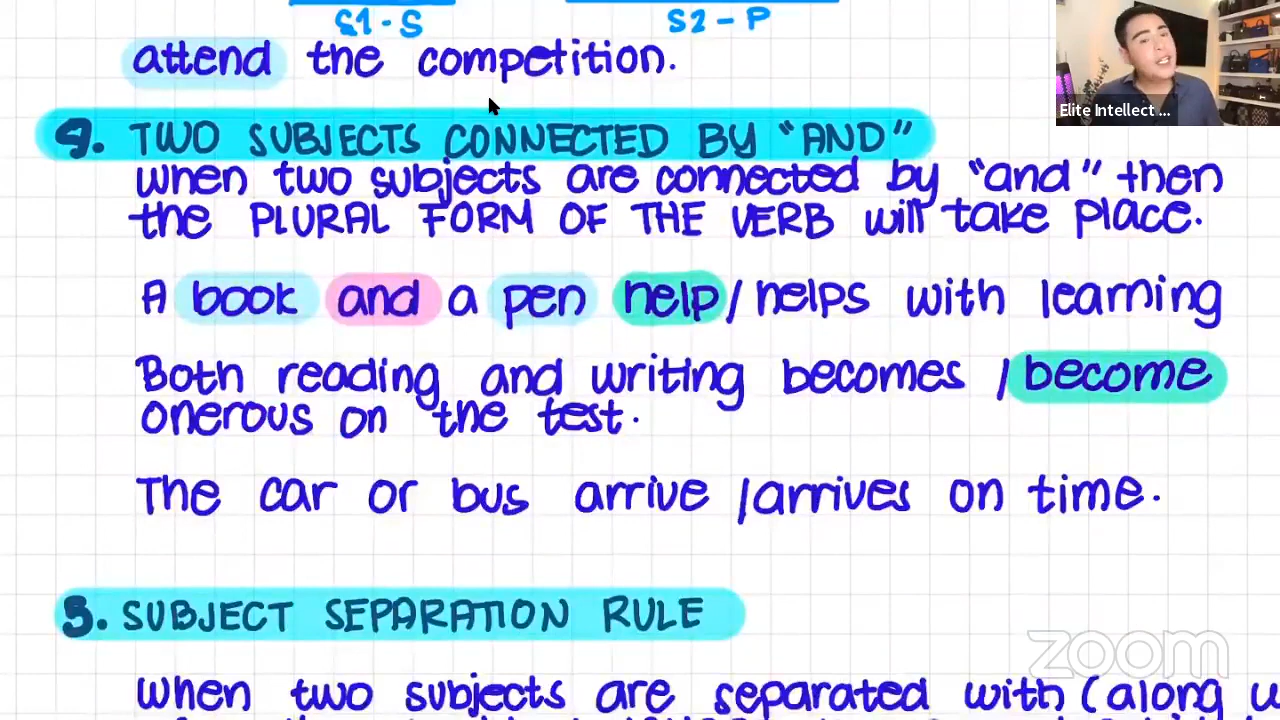 S1 - S S2 - P
attend the competition.
Elite Intellect ...
4. TWO SUBJECTS CONNECTED BY "AND"
when two subjects are connected by "and" then
the PLURAL FORM OF THE VERB will take place.
A book and a pen help / helps with learning
Both reading and writing becomes / become
onerous on the test.
The car or bus arrive / arrives on time.
5. SUBJECT SEPARATION RULE
zoom
when two subjects are separated with (along